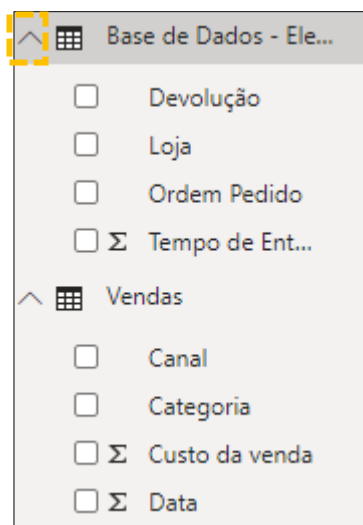 Base de Dados - Ele...
Devolução
Loja
Ordem Pedido
Σ Tempo de Ent...
Vendas
Canal
Categoria
Σ Custo da venda
Σ Data